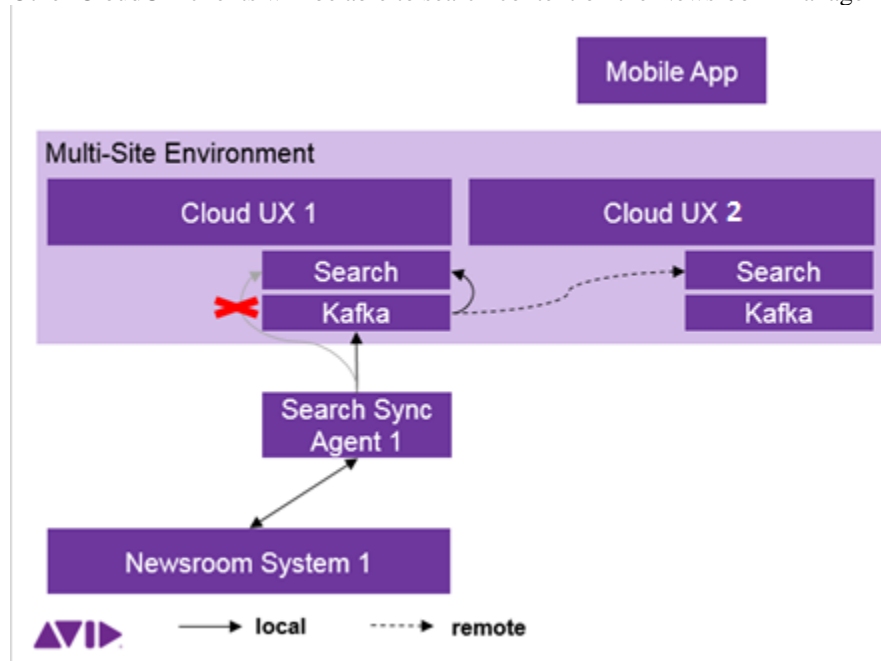 Mobile App
Multi-Site Environment
Cloud UX 1
Cloud UX 2
Search
Search
Kafka
Kafka
Search Sync
Agent 1
Newsroom System 1
AVID
local
remote